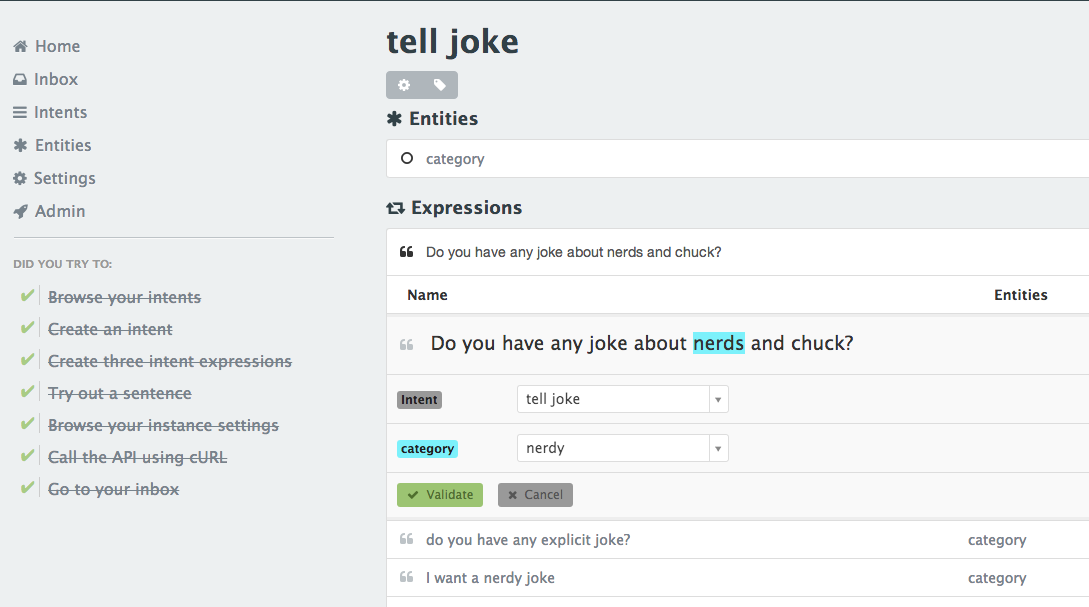 Home
Inbox
Intents
Entities
Settings
Admin
DID YOU TRY TO:
Browse your intents
Create an intent
Create three intent expressions
Try out a sentence
Browse your instance settings
Call the API using cURL
Go to your inbox
tell joke
Entities
category
Expressions
Do you have any joke about nerds and chuck?
Name Entities
Do you have any joke about nerds and chuck?
Intent tell joke
category nerdy
Validate Cancel
do you have any explicit joke? category
I want a nerdy joke category